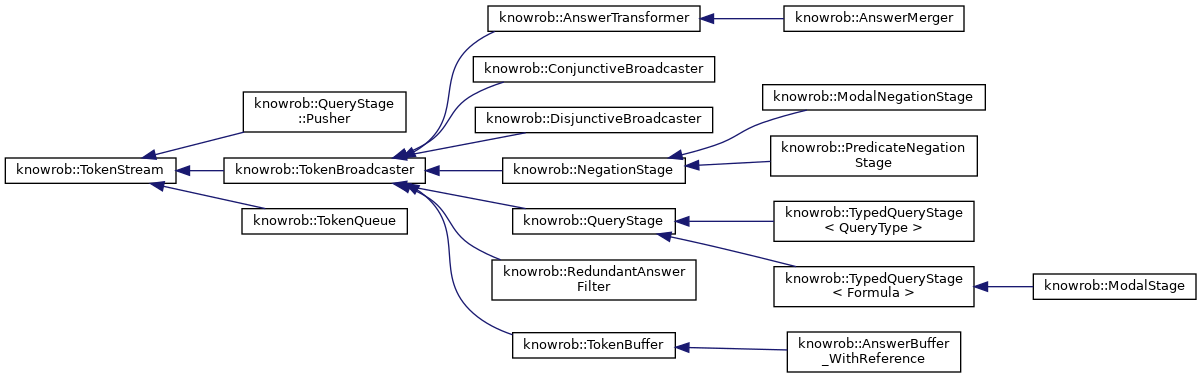 knowrob::TokenStream
knowrob::QueryStage
::Pusher
knowrob::TokenBroadcaster
knowrob::TokenQueue
knowrob::AnswerTransformer
knowrob::ConjunctiveBroadcaster
knowrob::DisjunctiveBroadcaster
knowrob::NegationStage
knowrob::QueryStage
knowrob::RedundantAnswer
Filter
knowrob::TokenBuffer
knowrob::AnswerMerger
knowrob::ModalNegationStage
knowrob::PredicateNegation
Stage
knowrob::TypedQueryStage
< QueryType >
knowrob::TypedQueryStage
< Formula >
knowrob::AnswerBuffer
_WithReference
knowrob::ModalStage